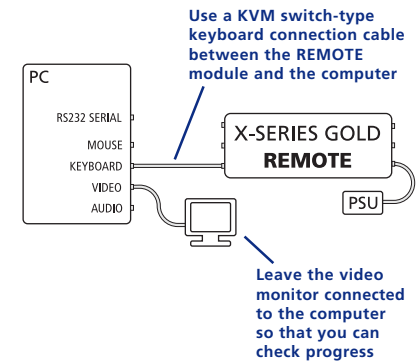 Use a KVM switch-type
keyboard connection cable
between the REMOTE
module and the computer
PC
RS232 SERIAL
MOUSE
KEYBOARD
VIDEO
AUDIO
X-SERIES GOLD
REMOTE
PSU
Leave the video
monitor connected
to the computer
so that you can
check progress